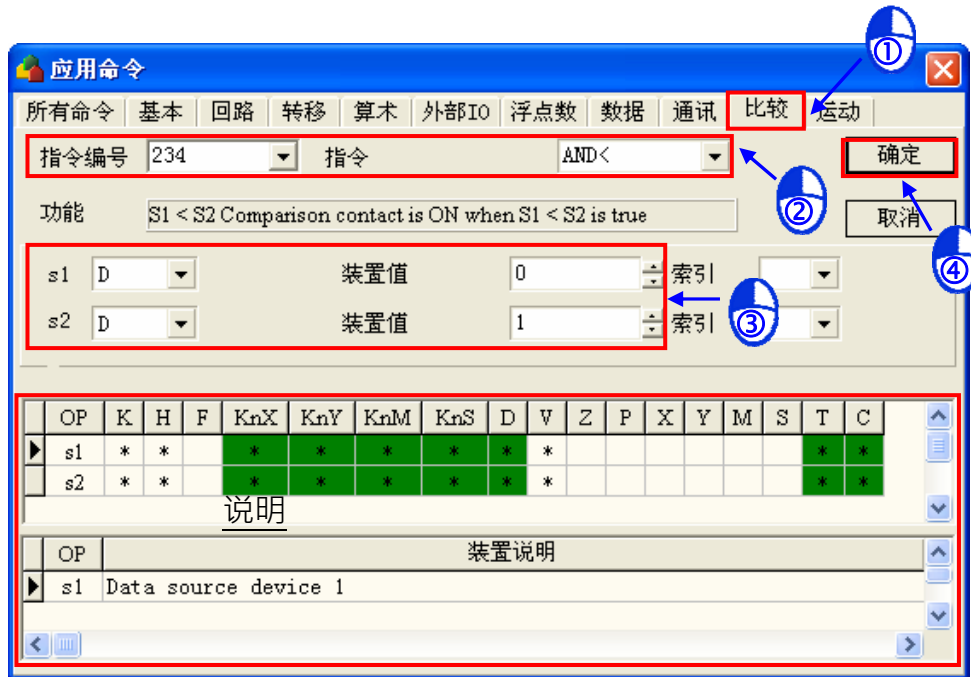 ①
应用命令
所有命令 基本 回路 转移 算术 外部IO 浮点数 数据 通讯 比较 运动
指令编号 234 指令 AND< 确定
功能 S1 < S2 Comparison contact is ON when S1 < S2 is true ② 取消
s1 D 装置值 0 索引 ④
s2 D 装置值 1 索引 ③
OP K H F KnX KnY KnM KnS D V Z P X Y M S T C
s1 * * * * * * * * * *
s2 * * * * * * * * * *
说明
OP 装置说明
s1 Data source device 1